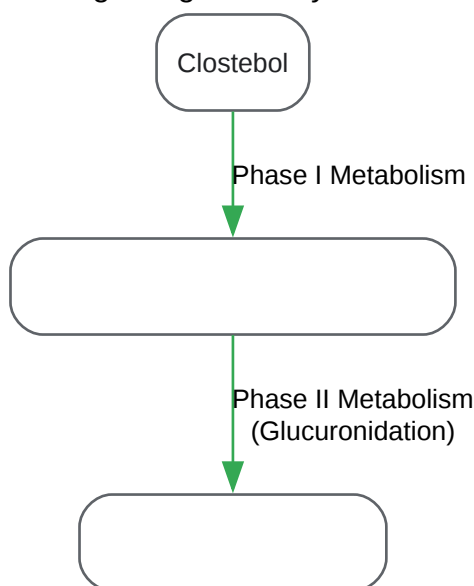 Clostebol
Phase I Metabolism
Phase II Metabolism
(Glucuronidation)